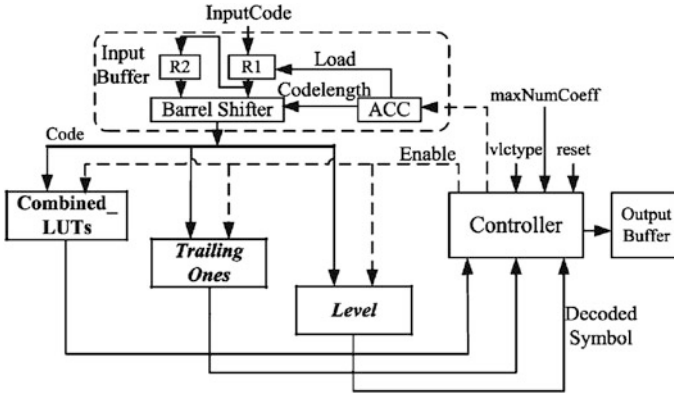 InputCode
Input
Buffer
R2
R1
Load
Codelength
Barrel Shifter
ACC
maxNumCoeff
Code
Enable
vlctype
reset
Combined_
LUTs
Trailing
Ones
Level
Controller
Output
Buffer
Decoded
Symbol